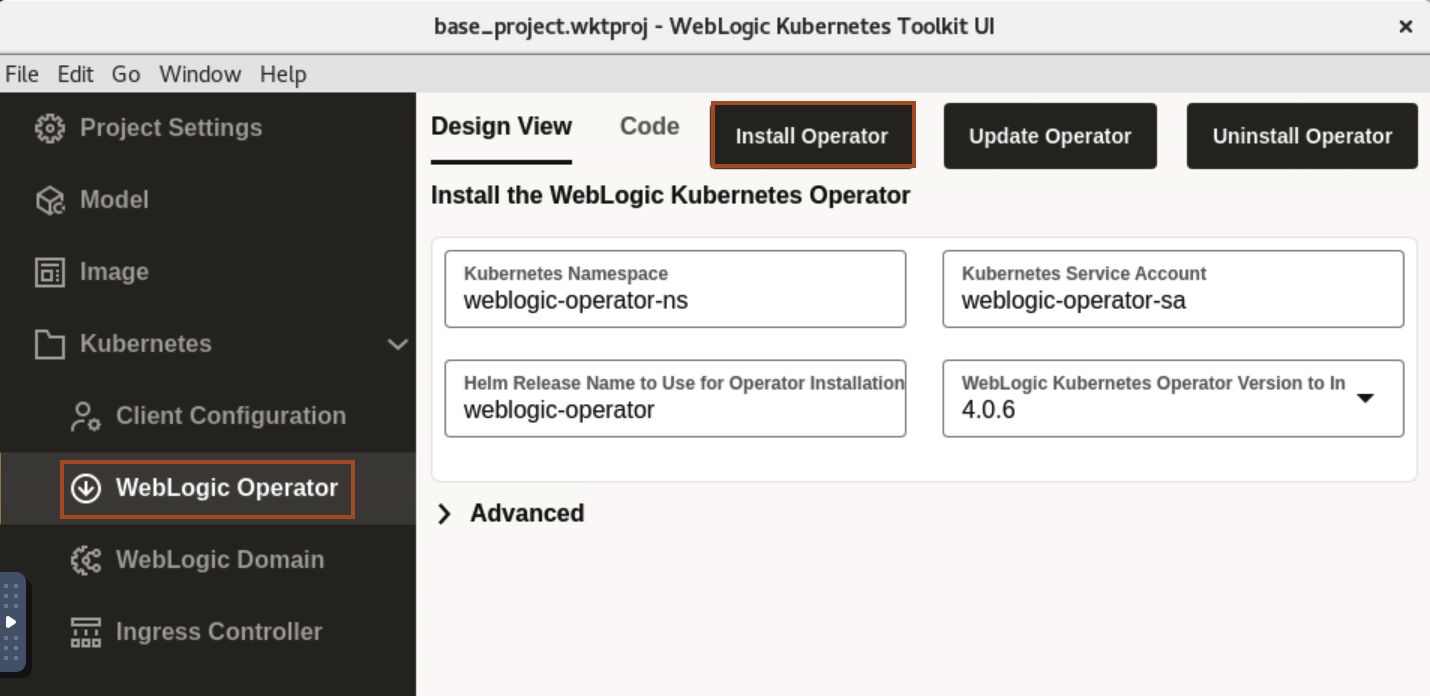 base_project.wktproj - WebLogic Kubernetes Toolkit UI
File Edit Go Window Help
Project Settings
Model
Image
Kubernetes
Client Configuration
WebLogic Operator
WebLogic Domain
Ingress Controller
Design View Code Install Operator Update Operator Uninstall Operator
Install the WebLogic Kubernetes Operator
Kubernetes Namespace
weblogic-operator-ns
Kubernetes Service Account
weblogic-operator-sa
Helm Release Name to Use for Operator Installation
weblogic-operator
WebLogic Kubernetes Operator Version to In
4.0.6
Advanced